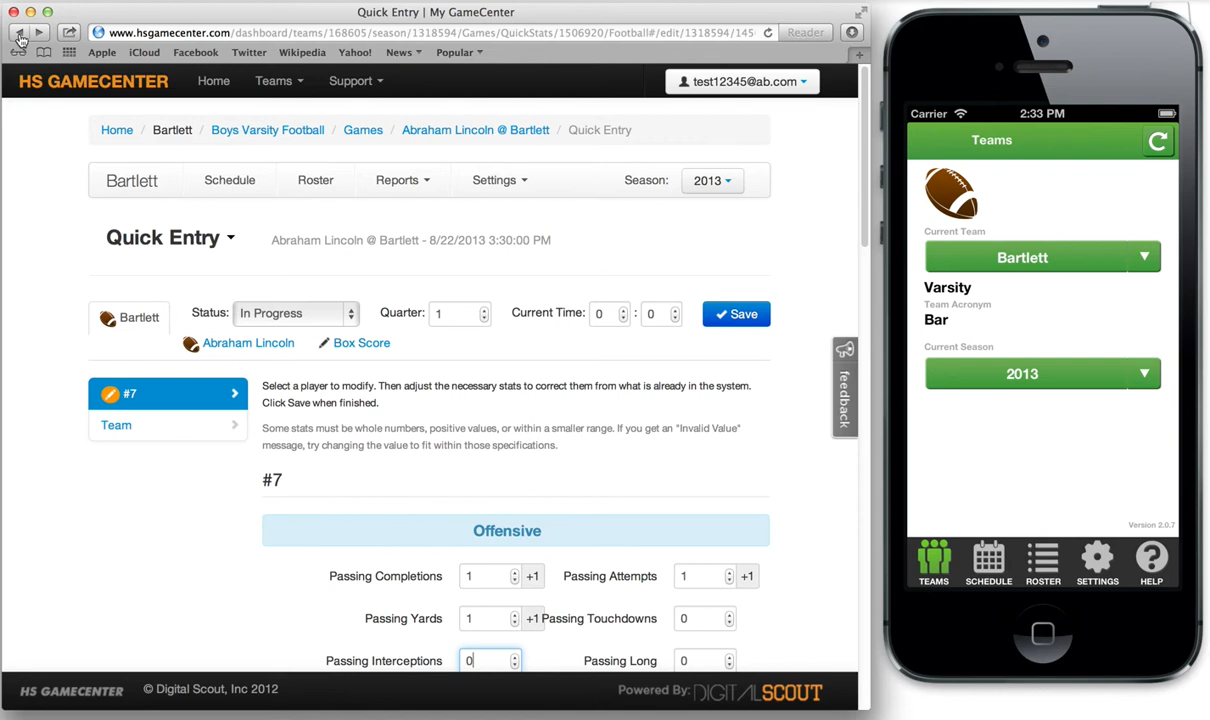 Quick Entry | My GameCenter
www.hsgamecenter.com/dashboard/teams/168605/season/1318594/Games/QuickStats/1506920/Football#/edit/1318594/145 Reader
Apple iCloud Facebook Twitter Wikipedia Yahoo! News Popular
HS GAMECENTER Home Teams Support test12345@ab.com
Home / Bartlett / Boys Varsity Football / Games / Abraham Lincoln @ Bartlett / Quick Entry
Bartlett Schedule Roster Reports Settings Season: 2013
Quick Entry Abraham Lincoln @ Bartlett - 8/22/2013 3:30:00 PM
Bartlett Status: In Progress Quarter: 1 Current Time: 0 : 0 Save
Abraham Lincoln Box Score
feedback
#7
Team
Select a player to modify. Then adjust the necessary stats to correct them from what is already in the system.
Click Save when finished.
Some stats must be whole numbers, positive values, or within a smaller range. If you get an "Invalid Value"
message, try changing the value to fit within those specifications.
#7
Offensive
Passing Completions 1 +1 Passing Attempts 1 +1
Passing Yards 1 +1 Passing Touchdowns 0
Passing Interceptions 0 Passing Long 0
HS GAMECENTER © Digital Scout, Inc 2012 Powered By: DIGITALSCOUT
Carrier 2:33 PM
Teams
Current Team
Bartlett
Varsity
Team Acronym
Bar
Current Season
2013
Version 2.0.7
TEAMS SCHEDULE ROSTER SETTINGS HELP